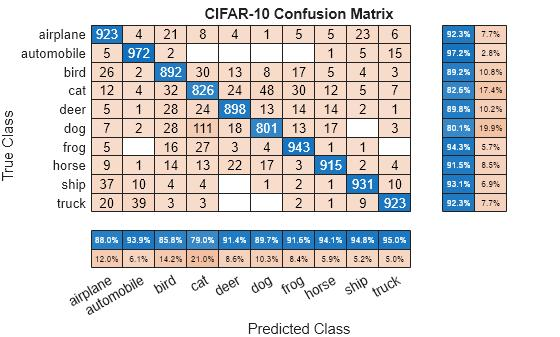 CIFAR-10 Confusion Matrix
airplane 923 4 21 8 4 1 5 5 23 6 92.3% 7.7%
automobile 5 972 2 1 5 15 97.2% 2.8%
bird 26 2 892 30 13 8 17 5 4 3 89.2% 10.8%
cat 12 4 32 826 24 48 30 12 5 7 82.6% 17.4%
deer 5 1 28 24 898 13 14 14 2 1 89.8% 10.2%
dog 7 2 28 111 18 801 13 17 3 80.1% 19.9%
frog 5 16 27 3 4 943 1 1 94.3% 5.7%
horse 9 1 14 13 22 17 3 915 2 4 91.5% 8.5%
ship 37 10 4 4 1 2 1 931 10 93.1% 6.9%
truck 20 39 3 3 2 1 9 923 92.3% 7.7%
True Class
88.0% 93.9% 85.8% 79.0% 91.4% 89.7% 91.6% 94.1% 94.8% 95.0%
12.0% 6.1% 14.2% 21.0% 8.6% 10.3% 8.4% 5.9% 5.2% 5.0%
airplane automobile bird cat deer dog frog horse ship truck
Predicted Class